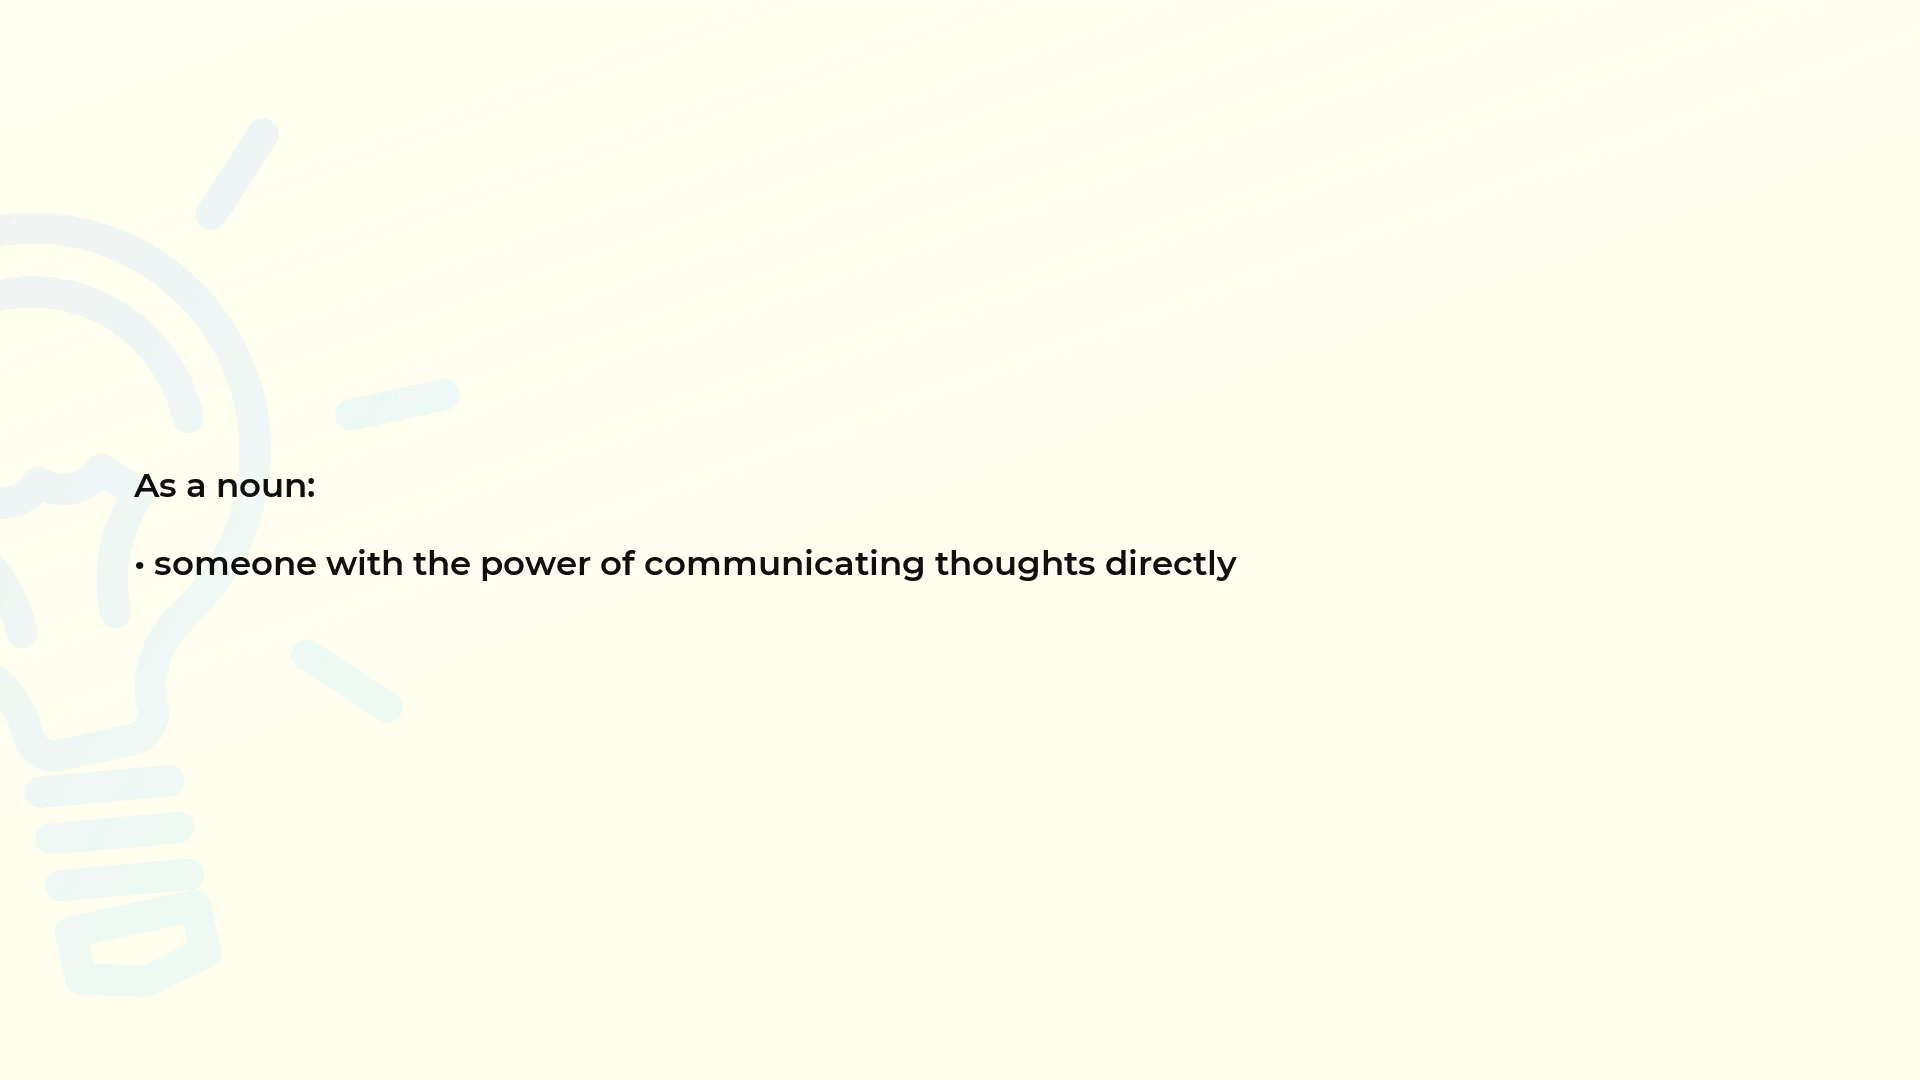 As a noun:
• someone with the power of communicating thoughts directly